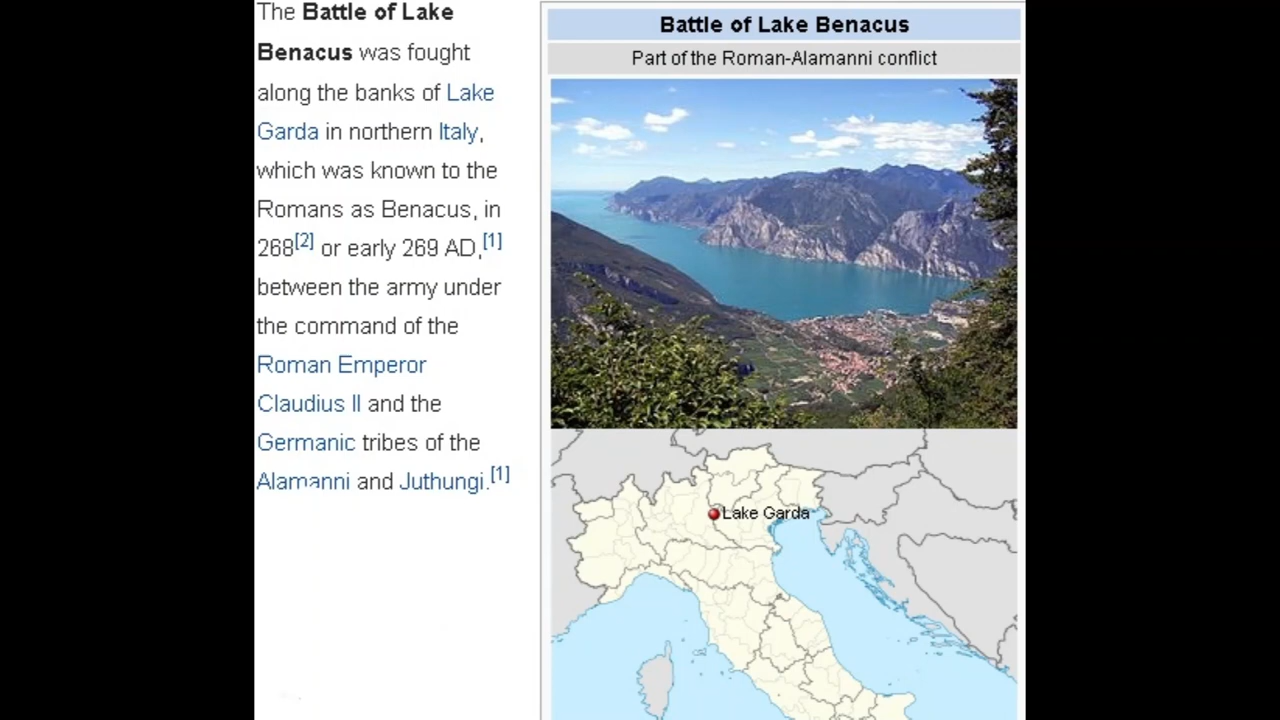 The Battle of Lake
Benacus was fought
along the banks of Lake
Garda in northern Italy,
which was known to the
Romans as Benacus, in
268[2] or early 269 AD,[1]
between the army under
the command of the
Roman Emperor
Claudius II and the
Germanic tribes of the
Alamanni and Juthungi.[1]
Battle of Lake Benacus
Part of the Roman-Alamanni conflict
Lake Garda